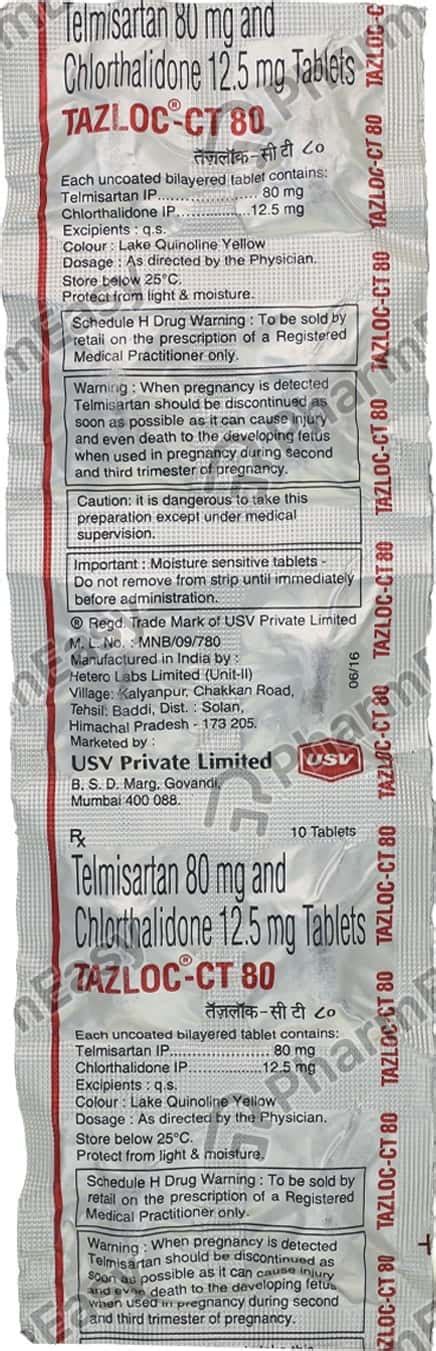 Telmisartan 80 mg and
Chlorthalidone 12.5 mg Tablets
TAZLOC®-CT 80
तॅज़लॉक-सी टी ८०
Each uncoated bilayered tablet contains:
Telmisartan IP.................... 80 mg
Chlorthalidone IP.................12.5 mg
Excipients : q.s.
Colour : Lake Quinoline Yellow
Dosage : As directed by the Physician.
Store below 25°C.
Protect from light & moisture.
Schedule H Drug Warning : To be sold by
retail on the prescription of a Registered
Medical Practitioner only.
Warning : When pregnancy is detected
Telmisartan should be discontinued as
soon as possible as it can cause injury
and even death to the developing fetus
when used in pregnancy during second
and third trimester of pregnancy.
Caution: it is dangerous to take this
preparation except under medical
supervision.
Important : Moisture sensitive tablets -
Do not remove from strip until immediately
before administration.
® Regd. Trade Mark of USV Private Limited
M. L. No. : MNB/09/780
Manufactured in India by :
Hetero Labs Limited (Unit-II)
Village: Kalyanpur, Chakkan Road,
Tehsil: Baddi, Dist. : Solan,
Himachal Pradesh - 173 205.
06/16
Marketed by :
USV Private Limited
USV
B. S. D. Marg, Govandi,
Mumbai 400 088.
Rx
10 Tablets
Telmisartan 80 mg and
Chlorthalidone 12.5 mg Tablets
TAZLOC®-CT 80
तॅज़लॉक-सी टी ८०
Each uncoated bilayered tablet contains:
Telmisartan IP.................... 80 mg
Chlorthalidone IP.................12.5 mg
Excipients : q.s.
Colour : Lake Quinoline Yellow
Dosage : As directed by the Physician.
Store below 25°C.
Protect from light & moisture.
Schedule H Drug Warning : To be sold by
retail on the prescription of a Registered
Medical Practitioner only.
Warning : When pregnancy is detected
Telmisartan should be discontinued as
soon as possible as it can cause injury
and even death to the developing fetus
when used in pregnancy during second
and third trimester of pregnancy.
TAZLOC-C
TAZLOC-CT 80
TAZLOC-CT 80
TAZLOC-CT 80
TAZLOC-CT 80
TAZLOC-CT 80
TAZLOC-CT 80
TAZLOC-CT 80
TAZLOC-CT 80
PharmEasy